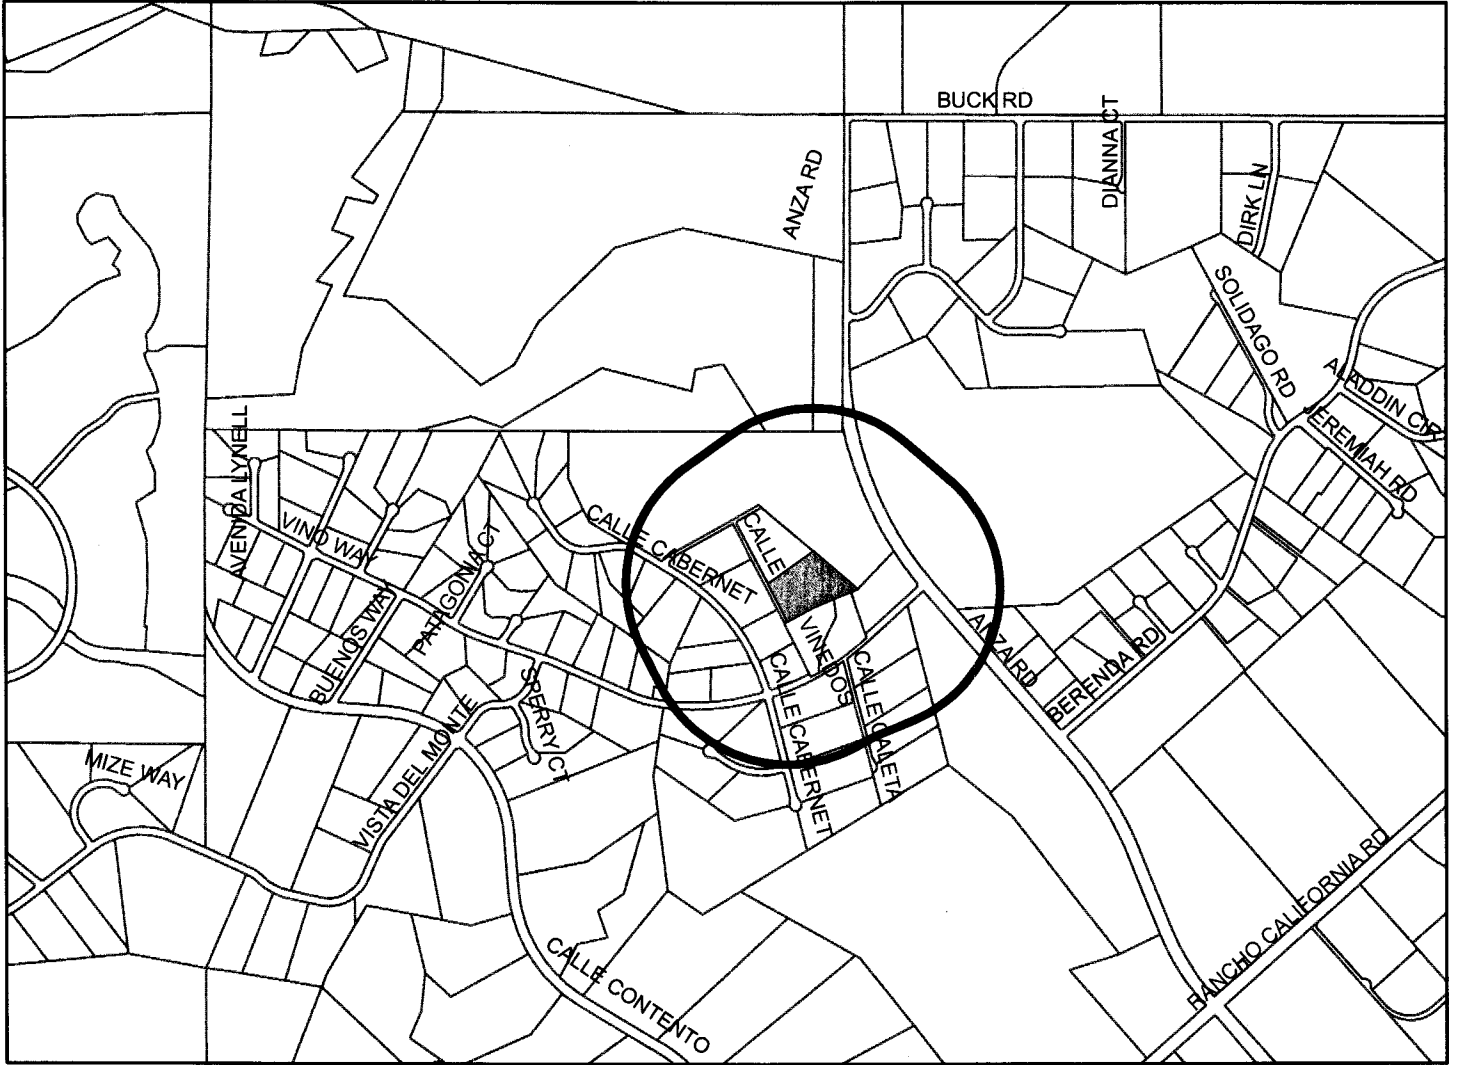 BUCK RD
DIANNA CT
ANZA RD
DIRK LN
SOLIDAGO RD
ALADDIN CIR
JEREMIAH RD
AVENIDA LYNELL
VINO WAY
CALLE CABERNET
CALLE
VINEDOS
PATAGONIA CT
BUENOS WAY
SPERRY CT
CALLE CABERNET
CALLE CALETA
ANZA RD
BERENDA RD
VISTA DEL MONTE
MIZE WAY
RANCHO CALIFORNIA RD
CALLE CONTENTO